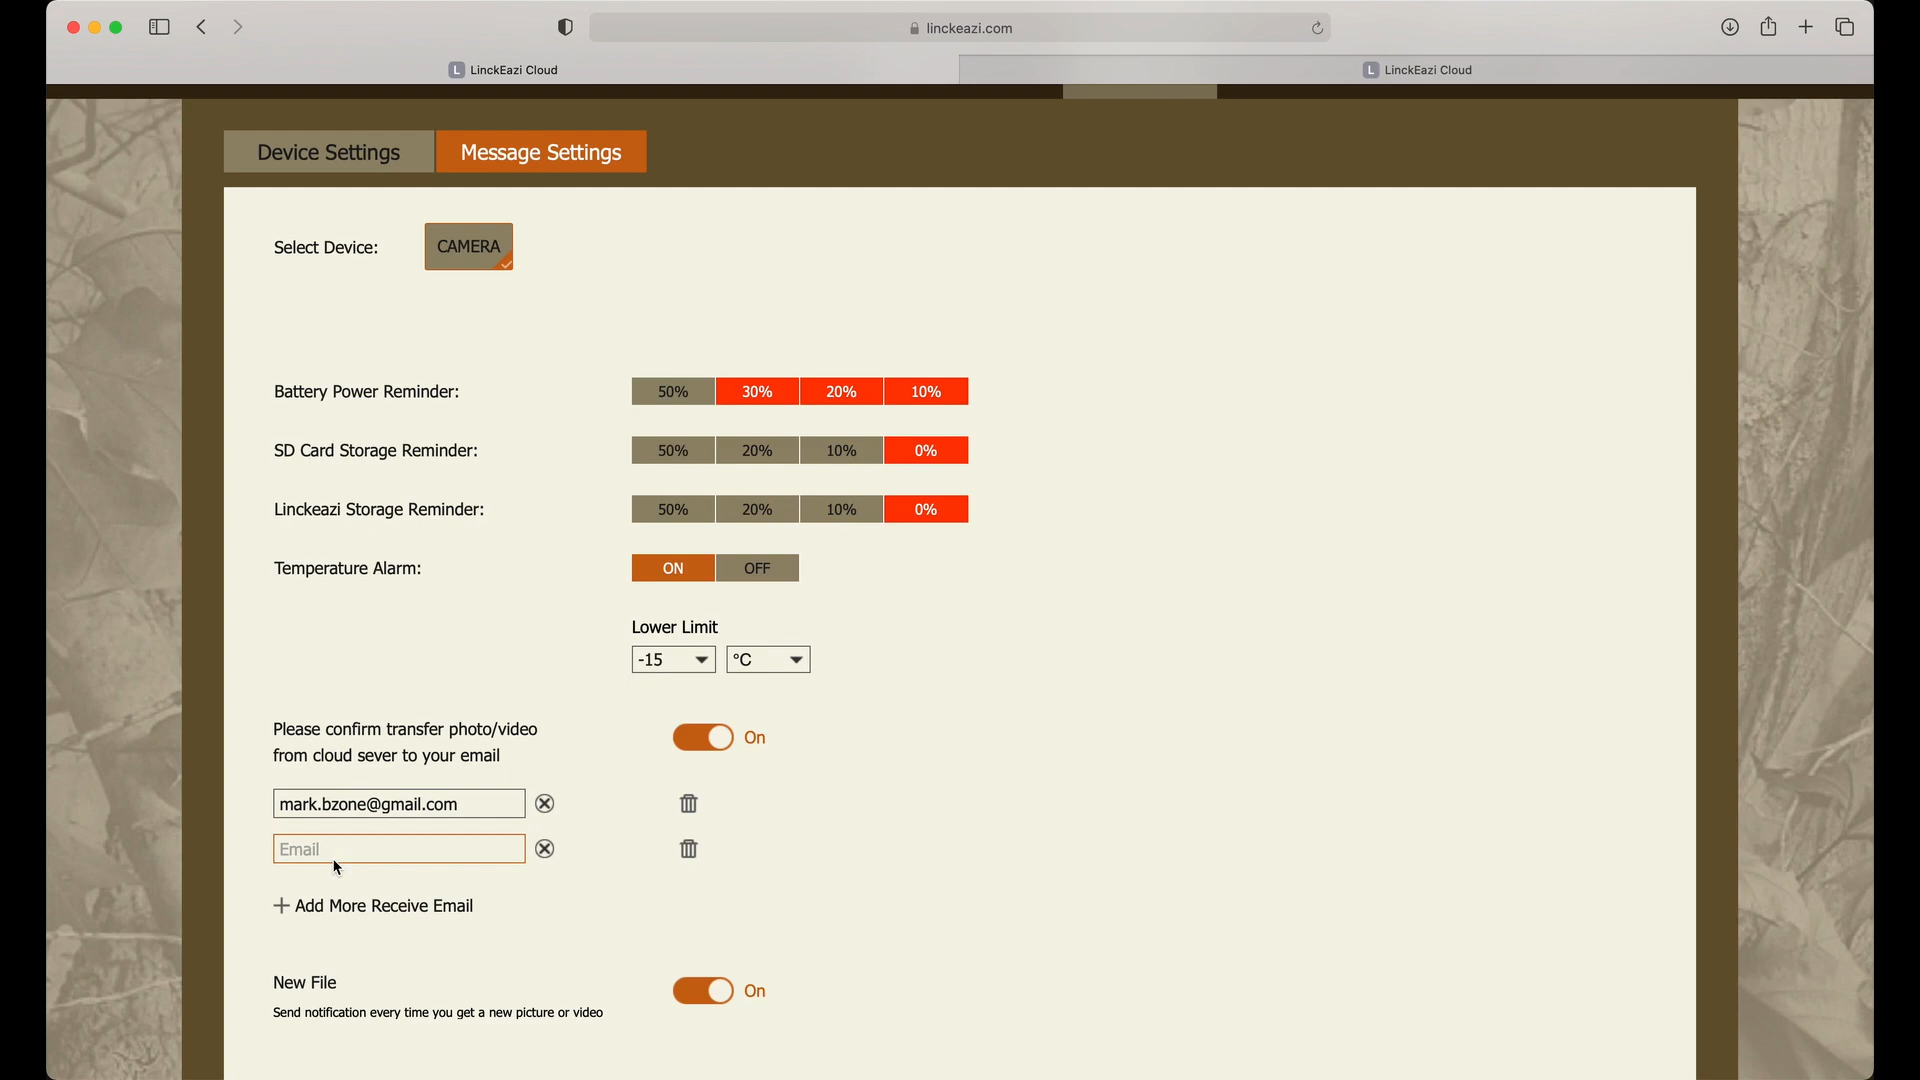 linckeazi.com
L LinckEazi Cloud
L LinckEazi Cloud
Device Settings
Message Settings
Select Device:
CAMERA
Battery Power Reminder:
50% 30% 20% 10%
SD Card Storage Reminder:
50% 20% 10% 0%
Linckeazi Storage Reminder:
50% 20% 10% 0%
Temperature Alarm:
ON OFF
Lower Limit
-15 °C
Please confirm transfer photo/video
from cloud sever to your email
On
mark.bzone@gmail.com
Email
Add More Receive Email
New File
On
Send notification every time you get a new picture or video